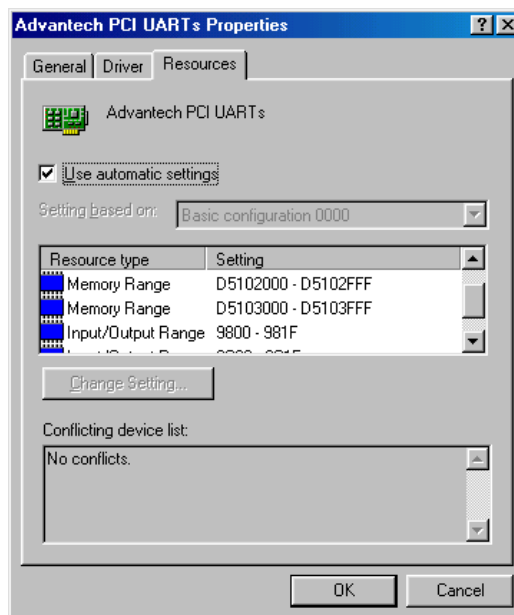 Advantech PCI UARTs Properties
General Driver Resources
Advantech PCI UARTs
Use automatic settings
Setting based on: Basic configuration 0000
Resource type Setting
Memory Range D5102000 - D5102FFF
Memory Range D5103000 - D5103FFF
Input/Output Range 9800 - 981F
Change Setting...
Conflicting device list:
No conflicts.
OK Cancel